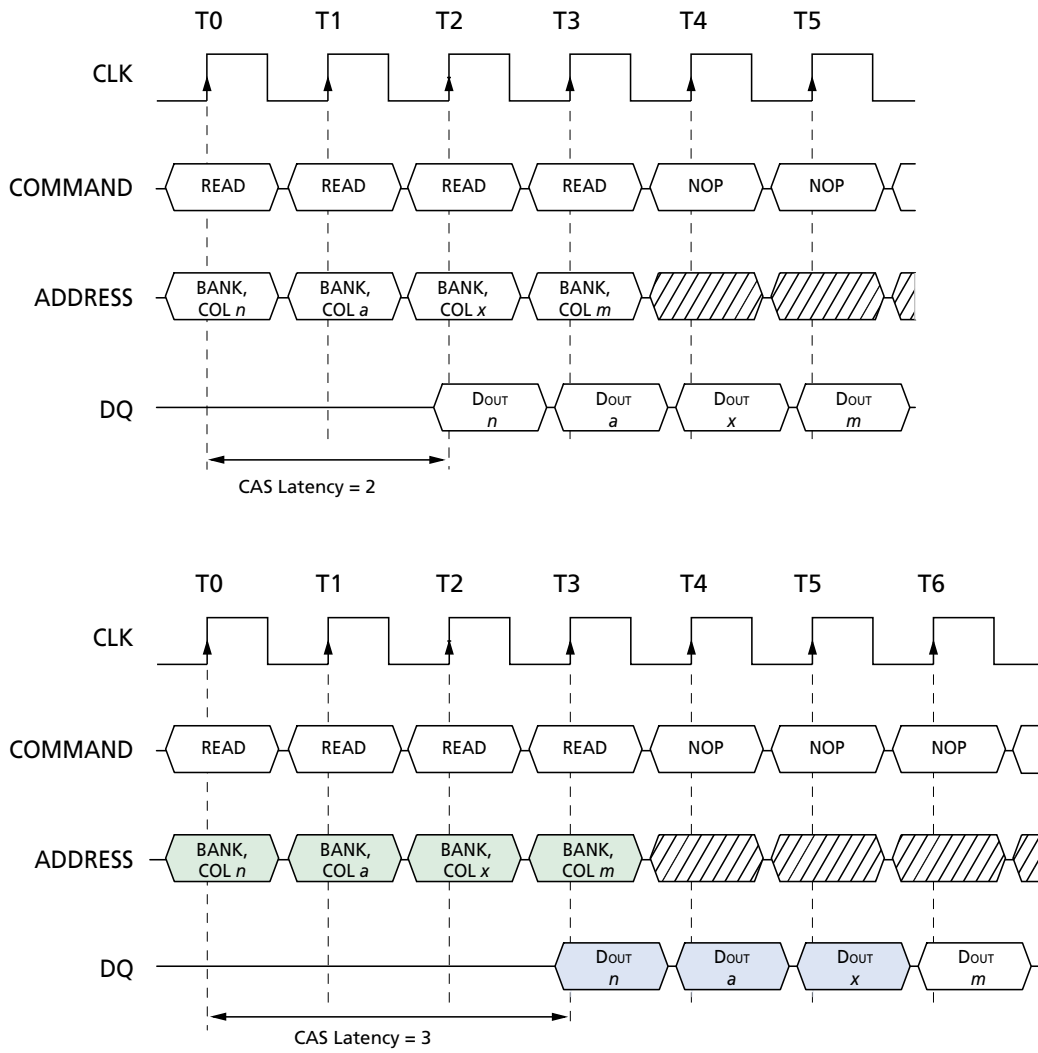 T0 T1 T2 T3 T4 T5
CLK
COMMAND READ READ READ READ NOP NOP
ADDRESS BANK, BANK, BANK, BANK,
COL n COL a COL x COL m
DQ DOUT DOUT DOUT DOUT
n a x m
CAS Latency = 2
T0 T1 T2 T3 T4 T5 T6
CLK
COMMAND READ READ READ READ NOP NOP NOP
ADDRESS BANK, BANK, BANK, BANK,
COL n COL a COL x COL m
DQ DOUT DOUT DOUT DOUT
n a x m
CAS Latency = 3